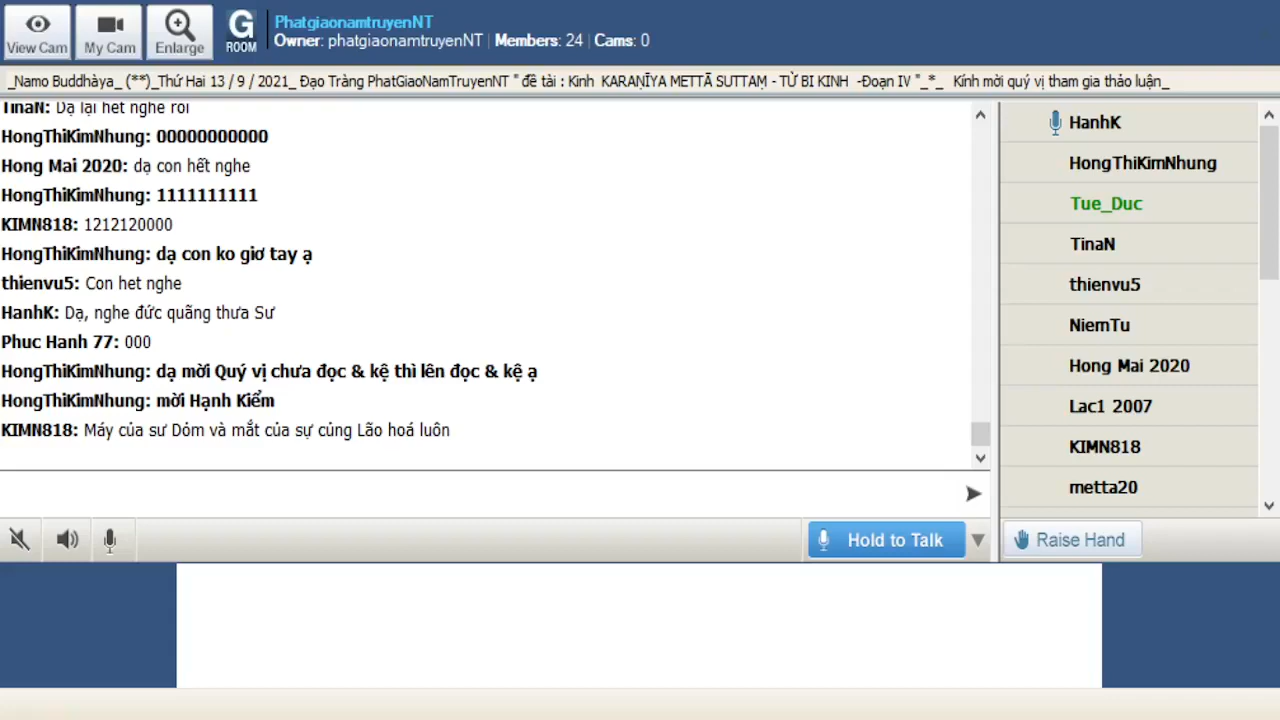 View Cam
My Cam
Enlarge
G
ROOM
PhatgiaonamtruyenNT
Owner: phatgiaonamtruyenNT | Members: 24 | Cams: 0
_Namo Buddhàya_ (**)_Thứ Hai 13 / 9 / 2021_ Đạo Tràng PhatGiaoNamTruyenNT " đề tài : Kinh KARAṆĪYA METTĀ SUTTAṂ - TỪ BI KINH -Đoạn IV "_*_ Kính mời quý vị tham gia thảo luận_
TinaN: Dạ lại hết nghe rồi
HongThiKimNhung: 00000000000
Hong Mai 2020: dạ con hết nghe
HongThiKimNhung: 1111111111
KIMN818: 1212120000
HongThiKimNhung: dạ con ko giơ tay ạ
thienvu5: Con het nghe
HanhK: Dạ, nghe đức quãng thưa Sư
Phuc Hanh 77: 000
HongThiKimNhung: dạ mời Quý vị chưa đọc & kệ thì lên đọc & kệ ạ
HongThiKimNhung: mời Hạnh Kiểm
KIMN818: Máy của sư Dỏm và mắt của sự củng Lão hoá luôn
HanhK
HongThiKimNhung
Tue_Duc
TinaN
thienvu5
NiemTu
Hong Mai 2020
Lac1 2007
KIMN818
metta20
Hold to Talk
Raise Hand